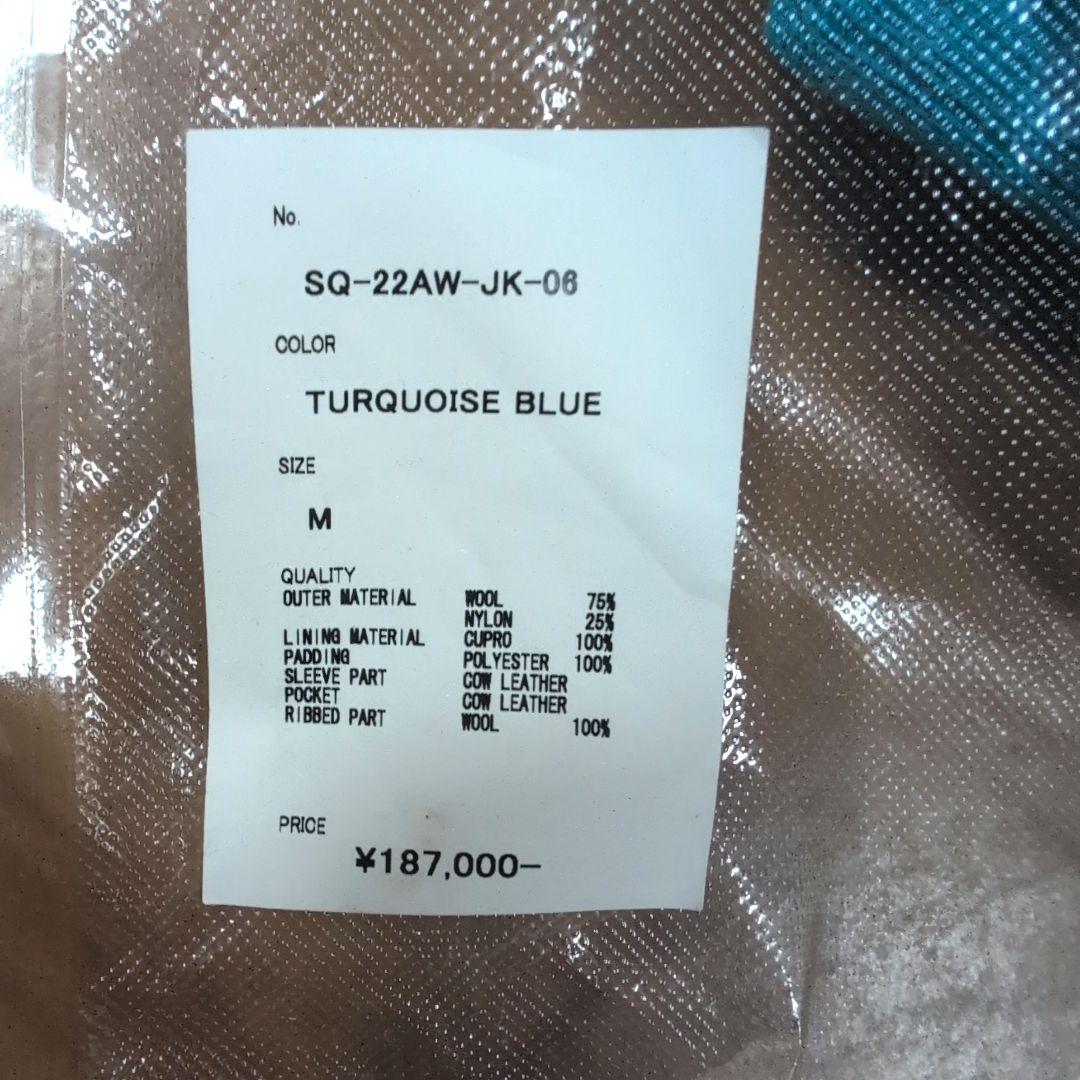 No.
SQ-22AW-JK-06
COLOR
TURQUOISE BLUE
SIZE
M
QUALITY
OUTER MATERIAL WOOL 75%
NYLON 25%
LINING MATERIAL CUPRO 100%
PADDING POLYESTER 100%
SLEEVE PART COW LEATHER
POCKET COW LEATHER
RIBBED PART WOOL 100%
PRICE
¥187,000-